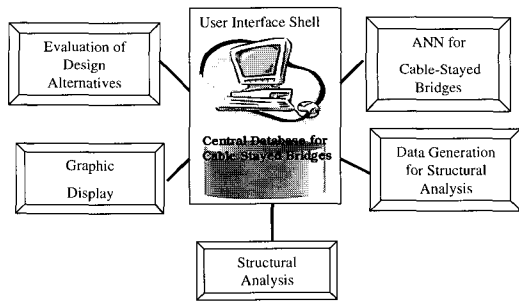 User Interface Shell
Evaluation of
Design
Alternatives
ANN for
Cable-Stayed
Bridges
Central Database for
Cable-Stayed Bridges
Graphic
Display
Data Generation
for Structural
Analysis
Structural
Analysis